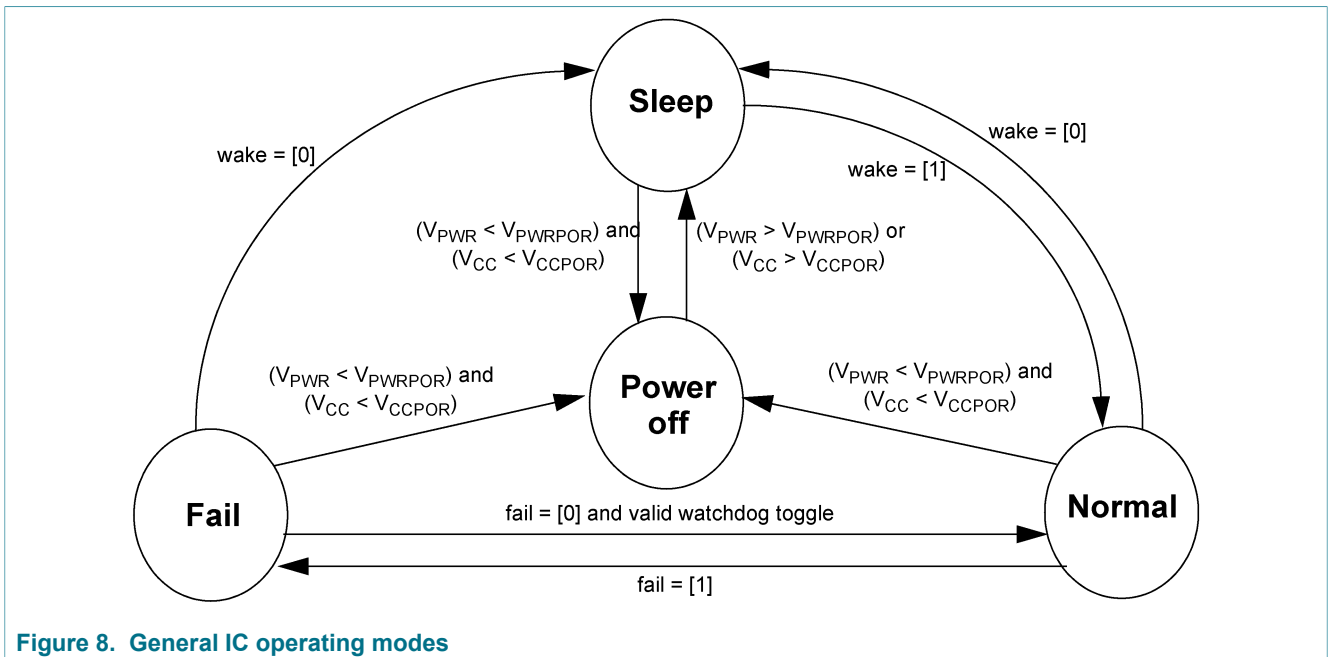 Sleep
wake = [0]
wake = [0]
wake = [1]
(VPWR < VPWRPOR) and
(VCC < VCCPOR)
(VPWR > VPWRPOR) or
(VCC > VCCPOR)
(VPWR < VPWRPOR) and
(VCC < VCCPOR)
Power
off
(VPWR < VPWRPOR) and
(VCC < VCCPOR)
Fail
Normal
fail = [0] and valid watchdog toggle
fail = [1]
Figure 8. General IC operating modes